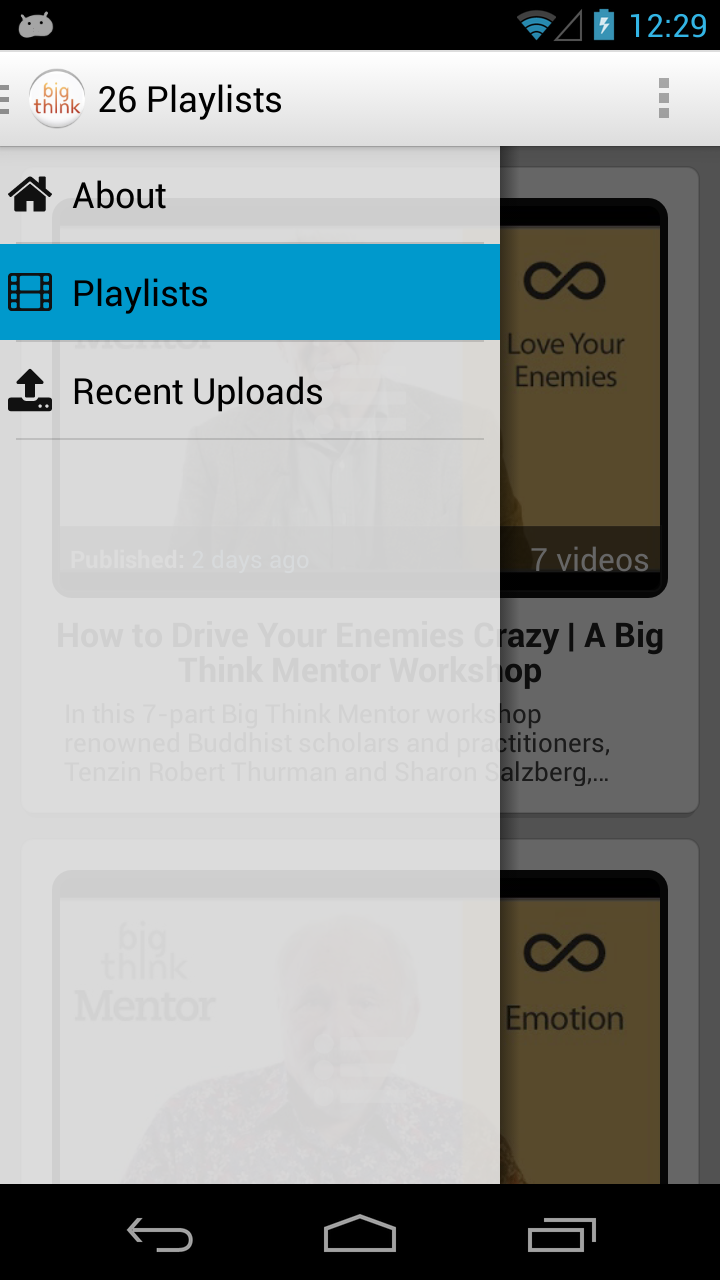 12:29
big
think
26 Playlists
About
Playlists
Recent Uploads
Mentor
Love Your
Enemies
Published: 2 days ago
7 videos
How to Drive Your Enemies Crazy | A Big
Think Mentor Workshop
In this 7-part Big Think Mentor workshop
renowned Buddhist scholars and practitioners,
Tenzin Robert Thurman and Sharon Salzberg,...
big
think
Mentor
Emotion